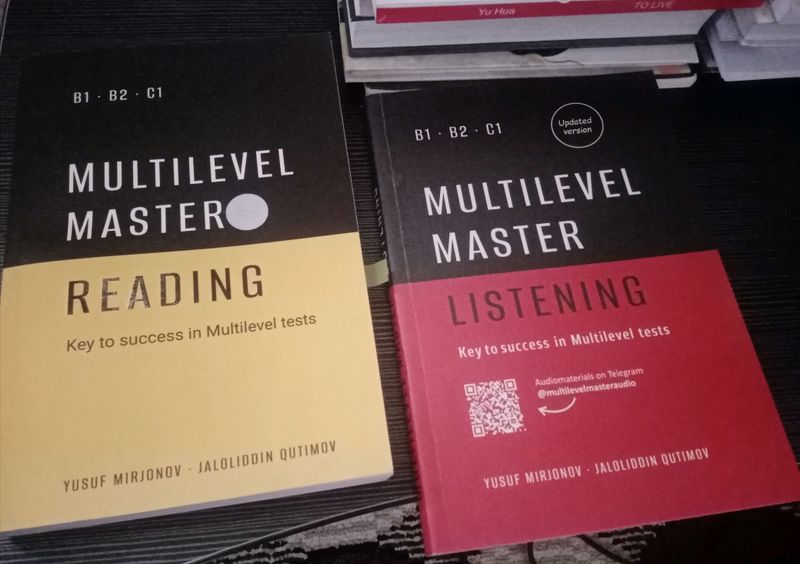 Yu Hua
TO LIVE
B1 · B2 · C1
MULTILEVEL
MASTER
READING
Key to success in Multilevel tests
YUSUF MIRJONOV · JALOLIDDIN QUTIMOV
B1 · B2 · C1
Updated
version
MULTILEVEL
MASTER
LISTENING
Key to success in Multilevel tests
Audiomaterials on Telegram
@multilevelmasteraudio
YUSUF MIRJONOV · JALOLIDDIN QUTIMOV